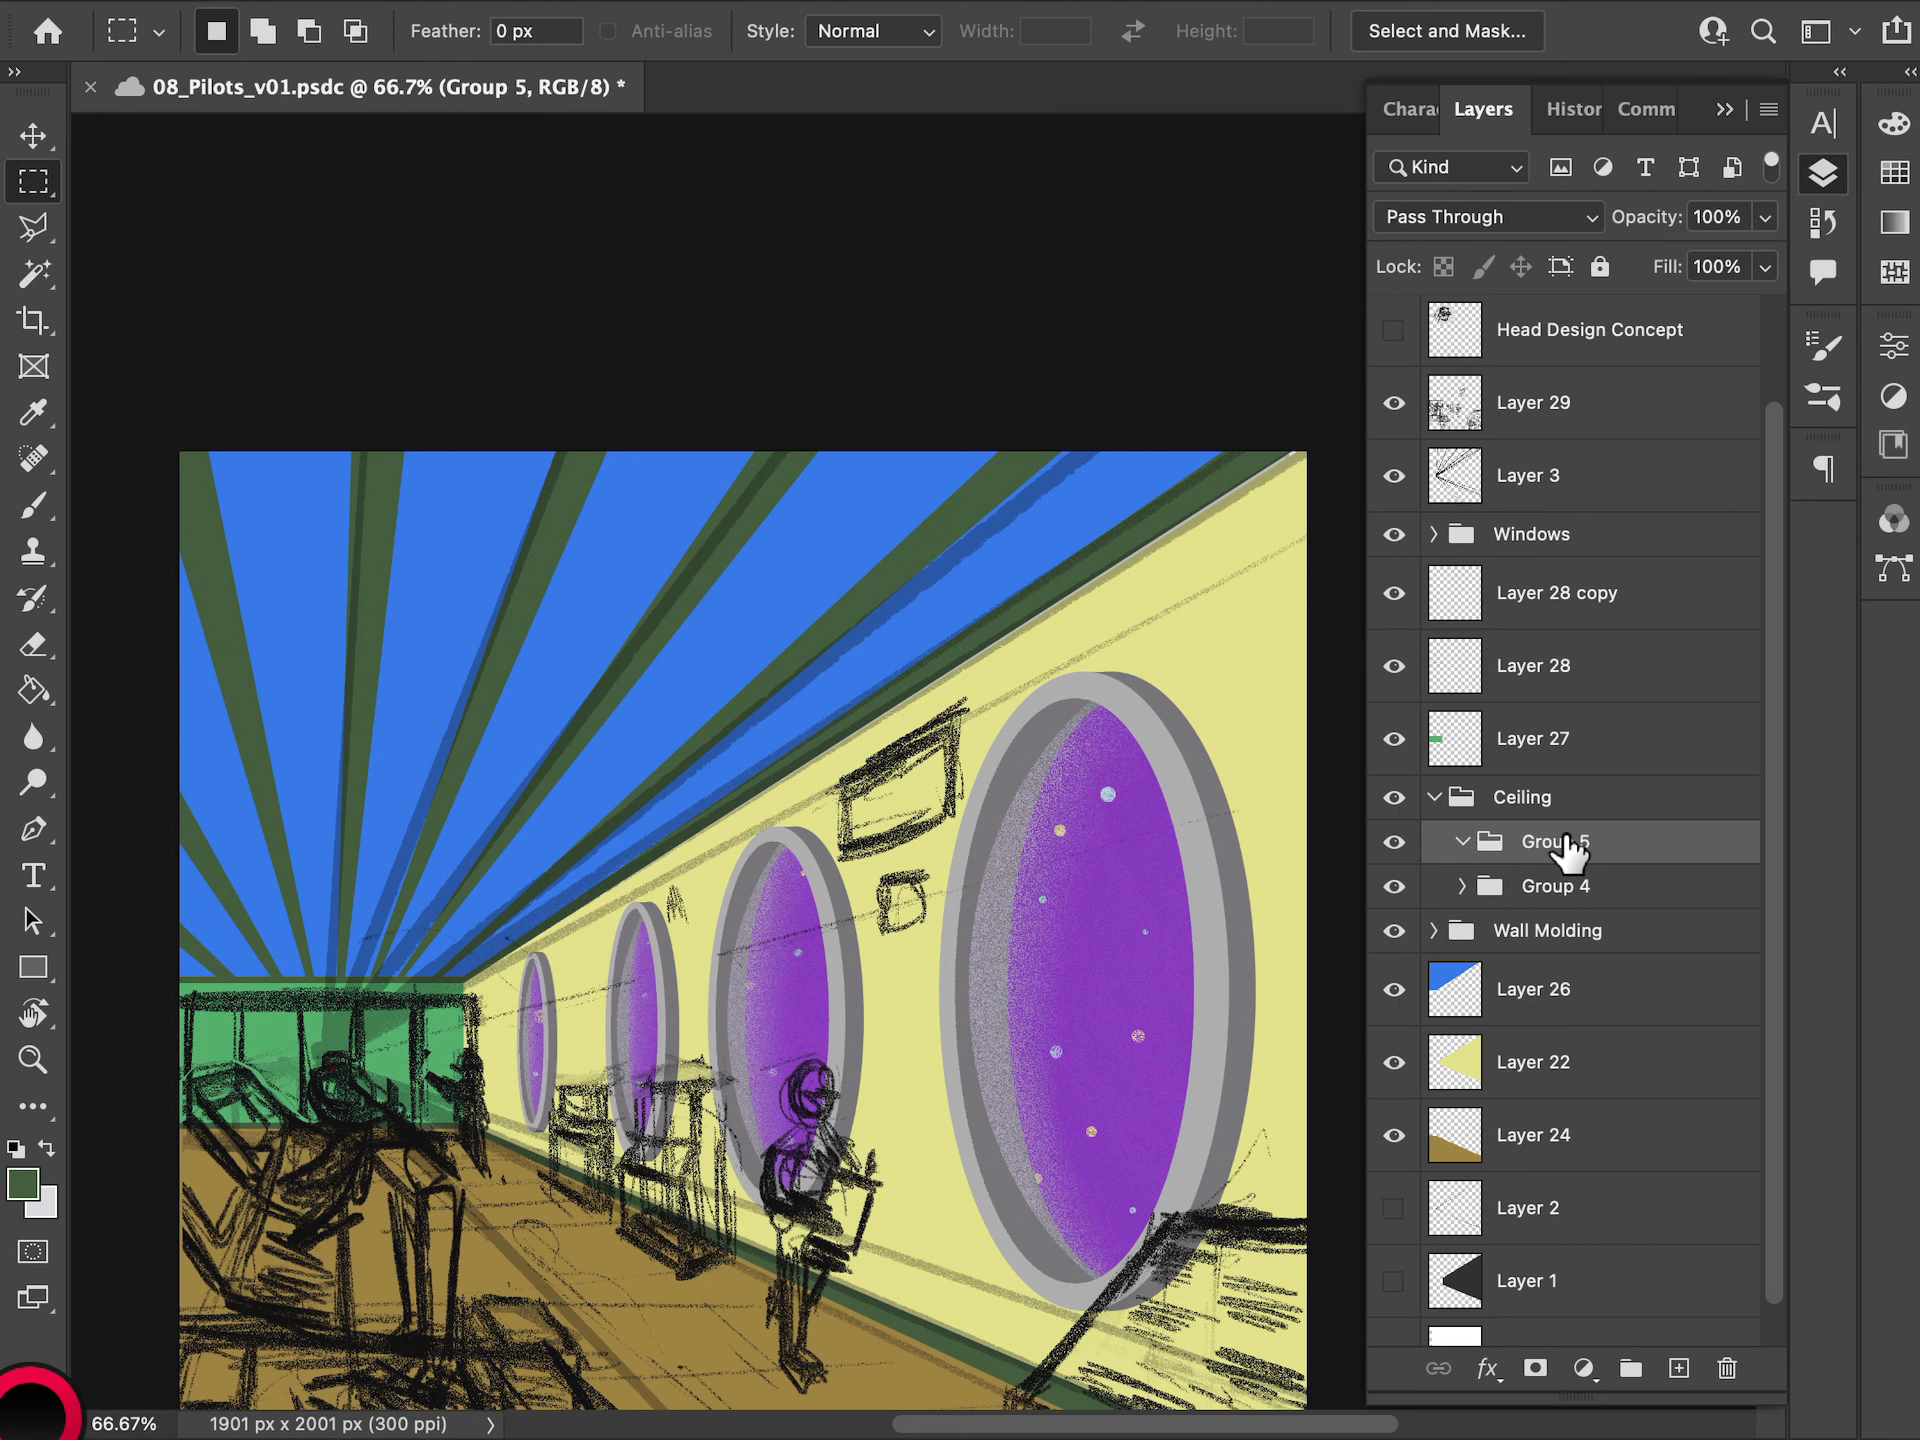 Feather: 0 px Anti-alias Style: Normal Width: Height: Select and Mask...
08_Pilots_v01.psdc @ 66.7% (Group 5, RGB/8) *
Layers
Kind
Pass Through Opacity: 100%
Lock: Fill: 100%
Head Design Concept
Layer 29
Layer 3
Windows
Layer 28 copy
Layer 28
Layer 27
Ceiling
Group 5
Group 4
Wall Molding
Layer 26
Layer 22
Layer 24
Layer 2
Layer 1
66.67% 1901 px x 2001 px (300 ppi)